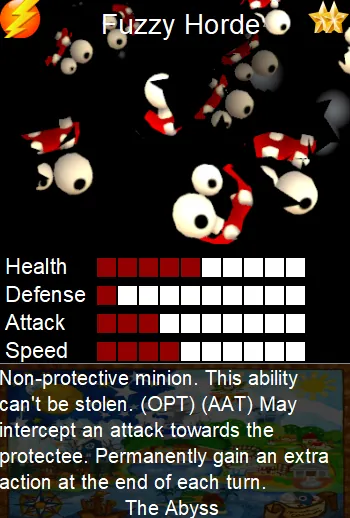 Fuzzy Horde
Health
Defense
Attack
Speed
Non-protective minion. This ability
can't be stolen. (OPT) (AAT) May
intercept an attack towards the
protectee. Permanently gain an extra
action at the end of each turn.
The Abyss